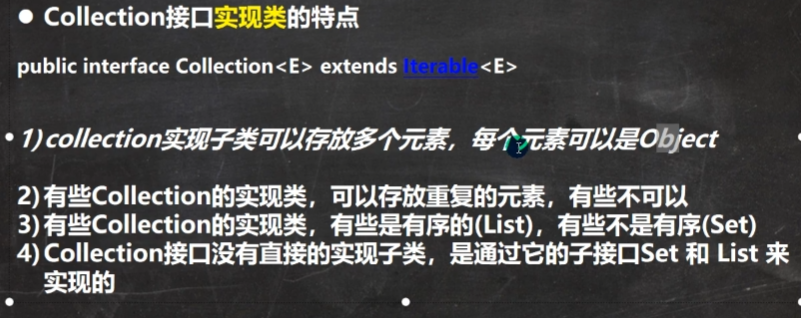 ● Collection接口实现类的特点
public interface Collection<E> extends Iterable<E>
1)collection实现子类可以存放多个元素，每个元素可以是Object
2)有些Collection的实现类，可以存放重复的元素，有些不可以
3)有些Collection的实现类，有些是有序的(List)，有些不是有序(Set)
4)Collection接口没有直接的实现子类，是通过它的子接口Set 和 List 来
实现的